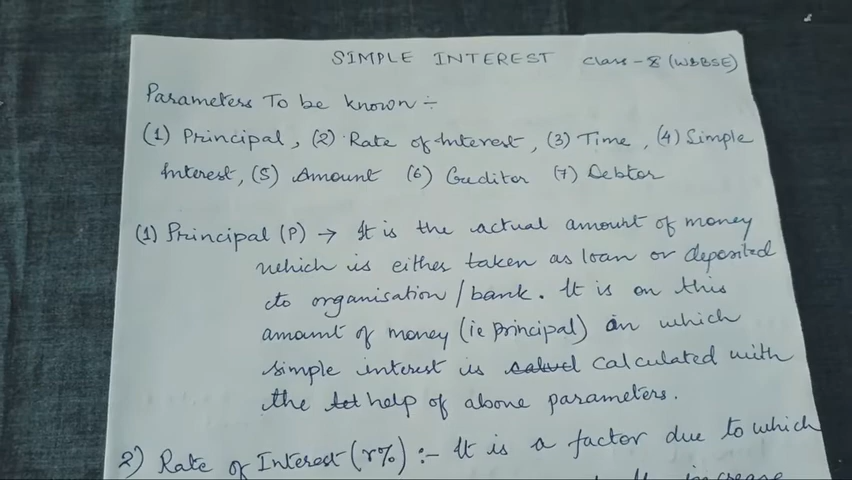 SIMPLE INTEREST Class-8 (WBBSE)
Parameters To be known ÷
(1) Principal, (2) Rate of Interest, (3) Time, (4) Simple
Interest, (5) Amount (6) Creditor (7) Debtor
(1) Principal (P) → It is the actual amount of money
which is either taken as loan or deposited
to organisation/bank. It is on this
amount of money (ie principal) on which
simple interest is calculated with
the help of above parameters.
2) Rate of Interest (r%) :- It is a factor due to which
increase